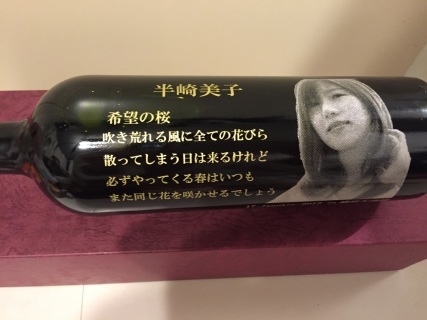 半崎美子
希望の桜
吹き荒れる風に全ての花びら
散ってしまう日は来るけれど
必ずやってくる春はいつも
また同じ花を咲かせるでしょう